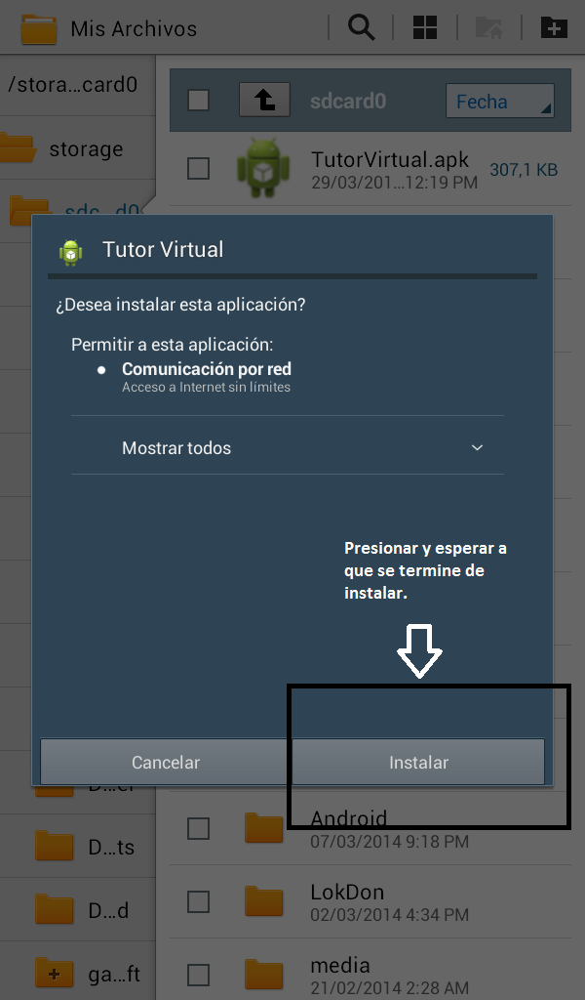 Mis Archivos
/stora...card0
sdcard0
Fecha
storage
TutorVirtual.apk
307,1 KB
29/03/201...12:19 PM
sdc...d0
Tutor Virtual
¿Desea instalar esta aplicación?
Permitir a esta aplicación:
Comunicación por red
Acceso a Internet sin límites
Mostrar todos
Presionar y esperar a
que se termine de
instalar.
Cancelar
Instalar
Android
07/03/2014 9:18 PM
D...ts
LokDon
02/03/2014 4:34 PM
D...d
media
21/02/2014 2:28 AM
ga...ft